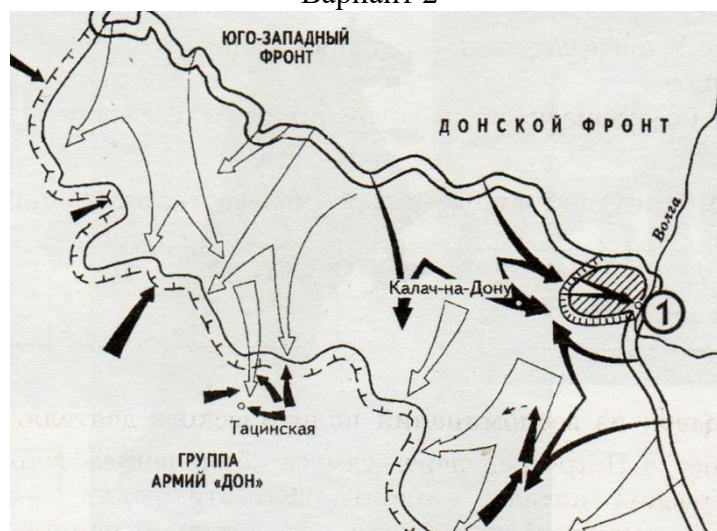 Вариант 2
ЮГО-ЗАПАДНЫЙ
ФРОНТ
ДОНСКОЙ ФРОНТ
Волга
Калач-на-Дону
1
Тацинская
ГРУППА
АРМИЙ «ДОН»